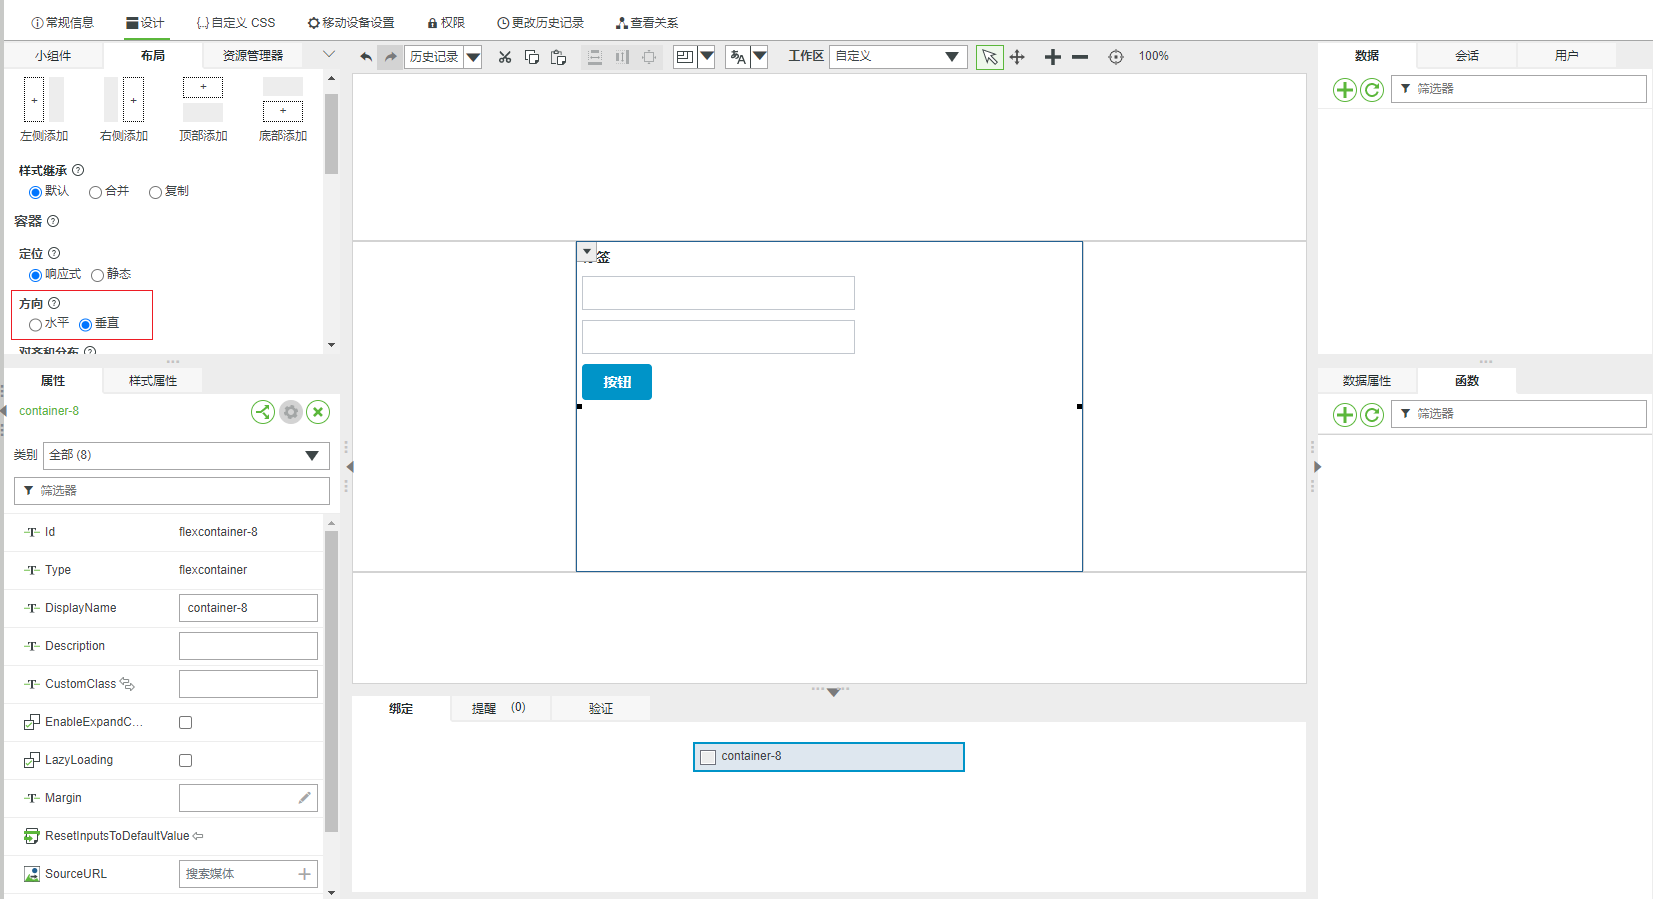 常规信息 设计 {..}自定义 CSS 移动设备设置 权限 更改历史记录 查看关系
小组件 布局 资源管理器
历史记录 工作区 自定义 100%
数据 会话 用户
筛选器
左侧添加 右侧添加 顶部添加 底部添加
样式继承
默认 合并 复制
容器
定位
响应式 静态
方向
水平 垂直
对齐和分布
签
按钮
属性 样式属性
container-8
类别 全部 (8)
筛选器
Id flexcontainer-8
Type flexcontainer
DisplayName container-8
Description
CustomClass
EnableExpandC...
LazyLoading
Margin
ResetInputsToDefaultValue
SourceURL 搜索媒体
绑定 提醒 (0) 验证
container-8
数据属性 函数
筛选器